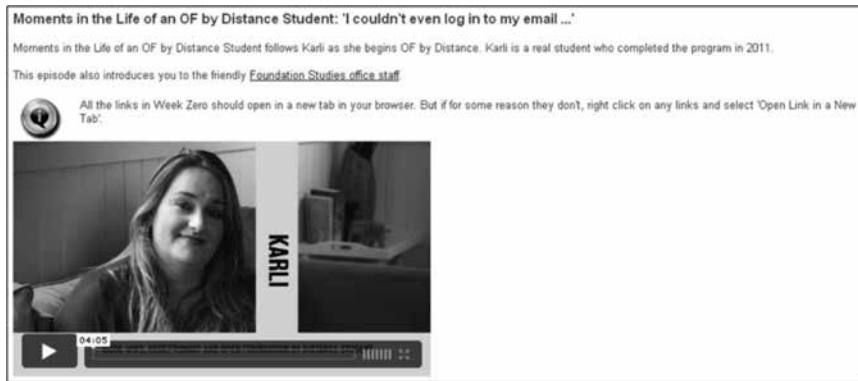 Moments in the Life of an OF by Distance Student: 'I couldn't even log in to my email ...'
Moments in the Life of an OF by Distance Student follows Karli as she begins OF by Distance. Karli is a real student who completed the program in 2011.
This episode also introduces you to the friendly Foundation Studies office staff.
All the links in Week Zero should open in a new tab in your browser. But if for some reason they don't, right click on any links and select 'Open Link in a New
Tab'.
KARLI
04:05